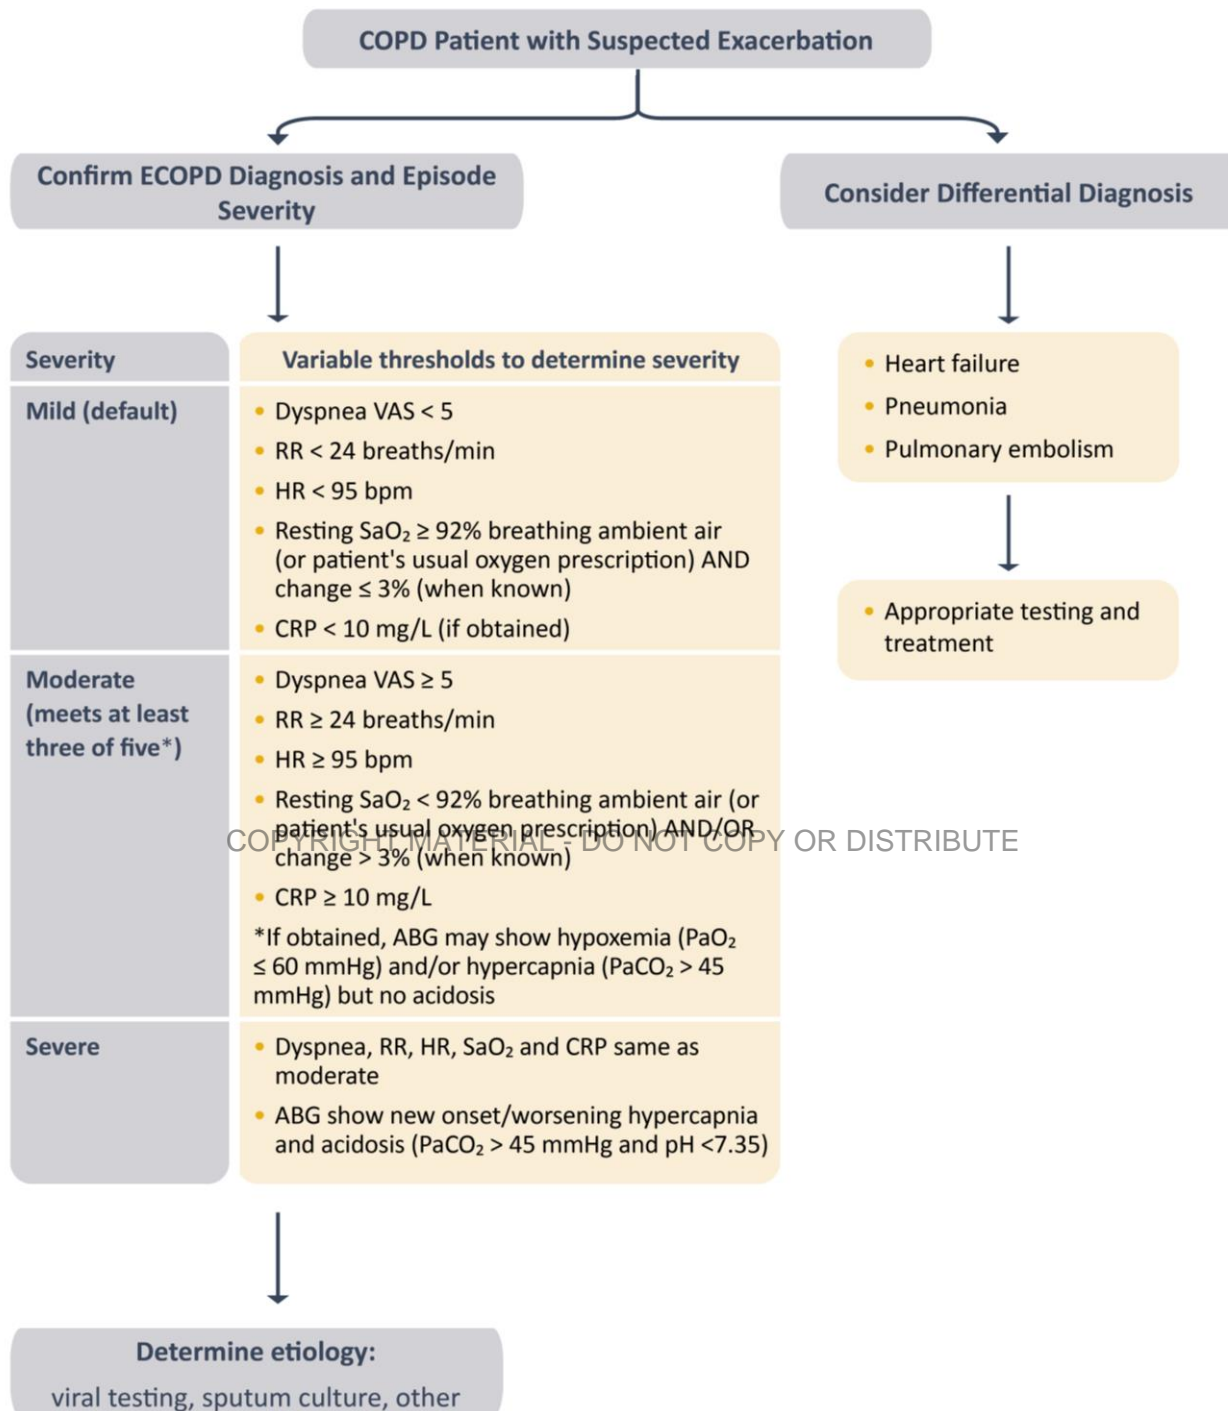 COPD Patient with Suspected Exacerbation
Confirm ECOPD Diagnosis and Episode
Severity
Consider Differential Diagnosis
Severity
Variable thresholds to determine severity
Mild (default)
• Dyspnea VAS < 5
• RR < 24 breaths/min
• HR < 95 bpm
• Resting SaO₂ ≥ 92% breathing ambient air
(or patient's usual oxygen prescription) AND
change ≤ 3% (when known)
• CRP < 10 mg/L (if obtained)
Moderate
(meets at least
three of five*)
• Dyspnea VAS ≥ 5
• RR ≥ 24 breaths/min
• HR ≥ 95 bpm
• Resting SaO₂ < 92% breathing ambient air (or
patient's usual oxygen prescription) AND/OR
change > 3% (when known)
• CRP ≥ 10 mg/L
*If obtained, ABG may show hypoxemia (PaO₂
≤ 60 mmHg) and/or hypercapnia (PaCO₂ > 45
mmHg) but no acidosis
Severe
• Dyspnea, RR, HR, SaO₂ and CRP same as
moderate
• ABG show new onset/worsening hypercapnia
and acidosis (PaCO₂ > 45 mmHg and pH <7.35)
• Heart failure
• Pneumonia
• Pulmonary embolism
• Appropriate testing and
treatment
COPYRIGHT MATERIAL - DO NOT COPY OR DISTRIBUTE
Determine etiology:
viral testing, sputum culture, other